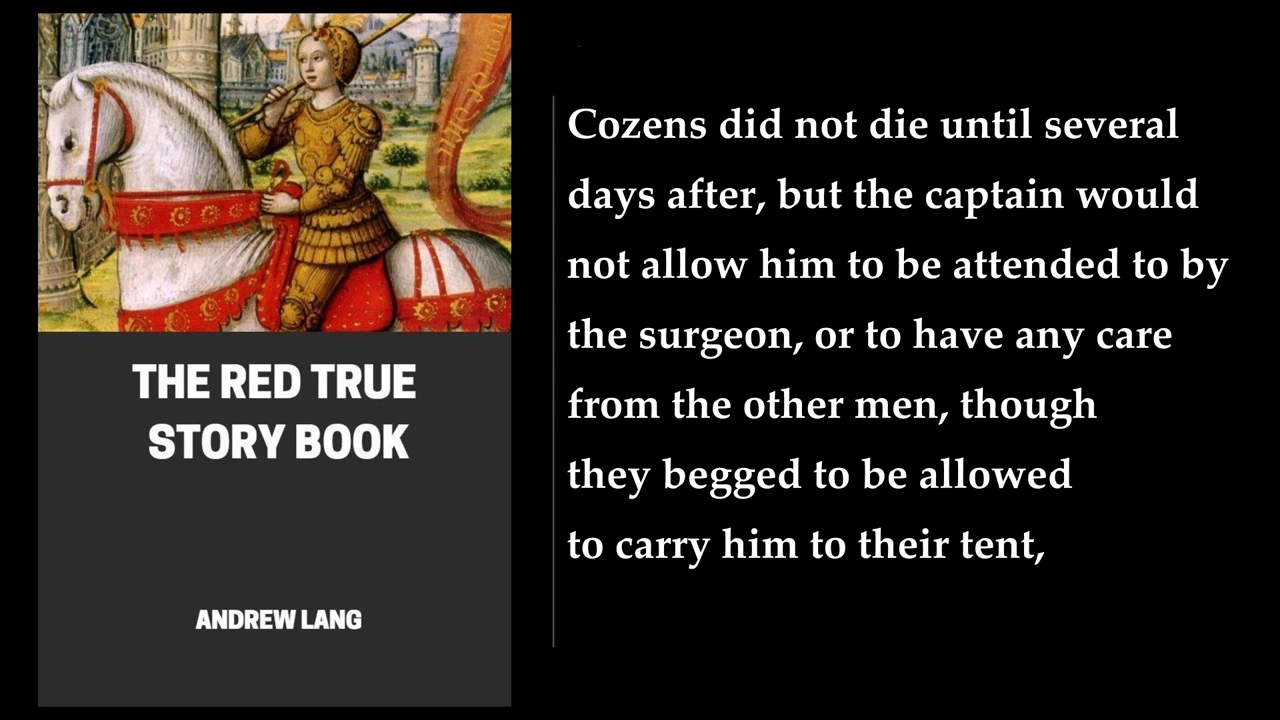 THE RED TRUE
STORY BOOK
ANDREW LANG
Cozens did not die until several
days after, but the captain would
not allow him to be attended to by
the surgeon, or to have any care
from the other men, though
they begged to be allowed
to carry him to their tent,